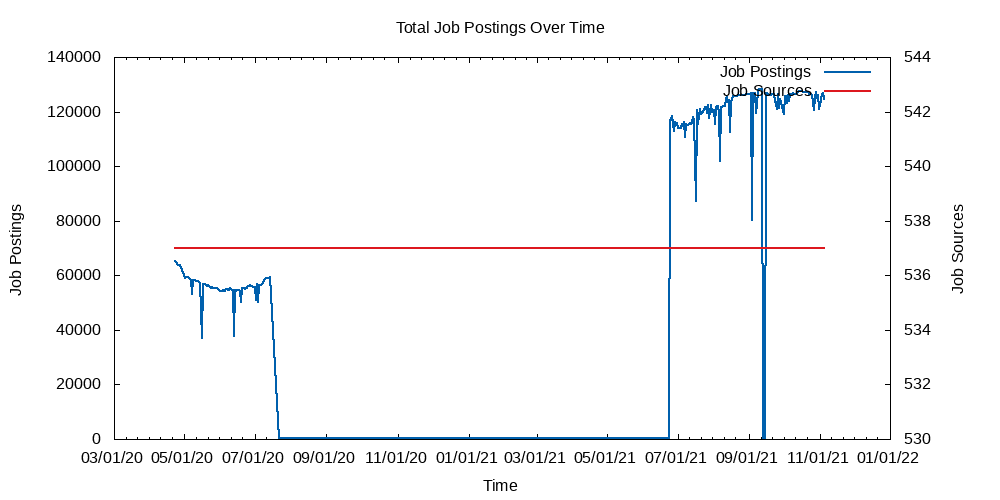 Total Job Postings Over Time
140000
120000
100000
80000
60000
40000
20000
0
Job Postings
544
542
540
538
536
534
532
530
Job Sources
Job Postings
Job Sources
03/01/20 05/01/20 07/01/20 09/01/20 11/01/20 01/01/21 03/01/21 05/01/21 07/01/21 09/01/21 11/01/21 01/01/22
Time